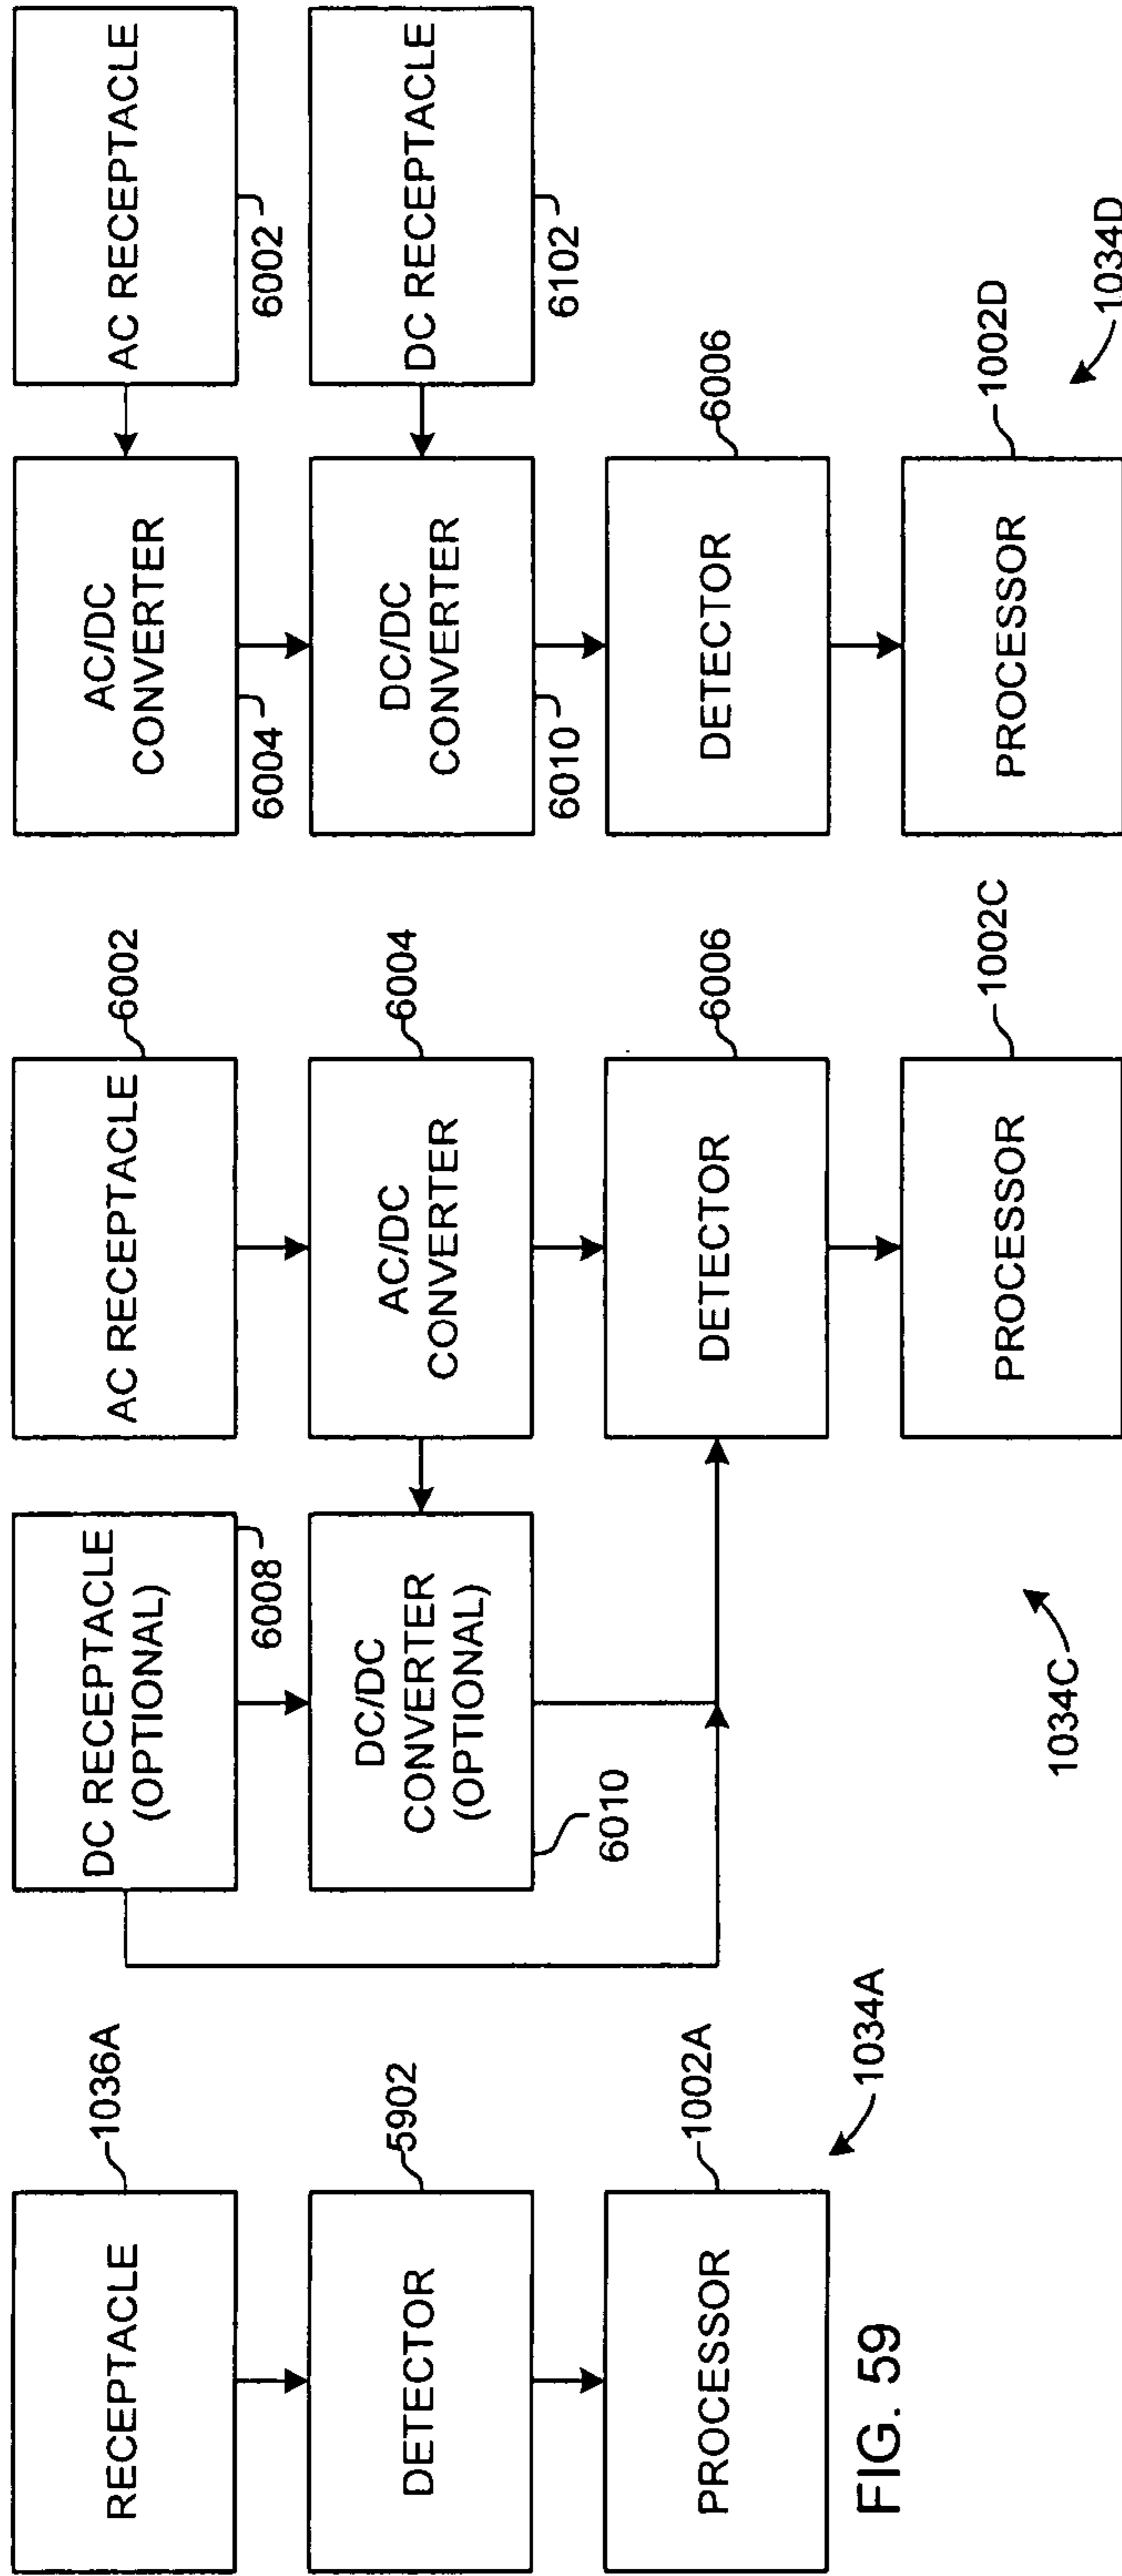 RECEPTACLE
1036A
DETECTOR
5902
PROCESSOR
1002A
1034A
FIG. 59
DC RECEPTACLE
(OPTIONAL)
6008
DC/DC
CONVERTER
(OPTIONAL)
6010
AC RECEPTACLE
6002
AC/DC
CONVERTER
6004
DETECTOR
6006
PROCESSOR
1002C
1034C
AC/DC
CONVERTER
6004
AC RECEPTACLE
6002
DC/DC
CONVERTER
6010
DC RECEPTACLE
6102
DETECTOR
6006
PROCESSOR
1002D
1034D